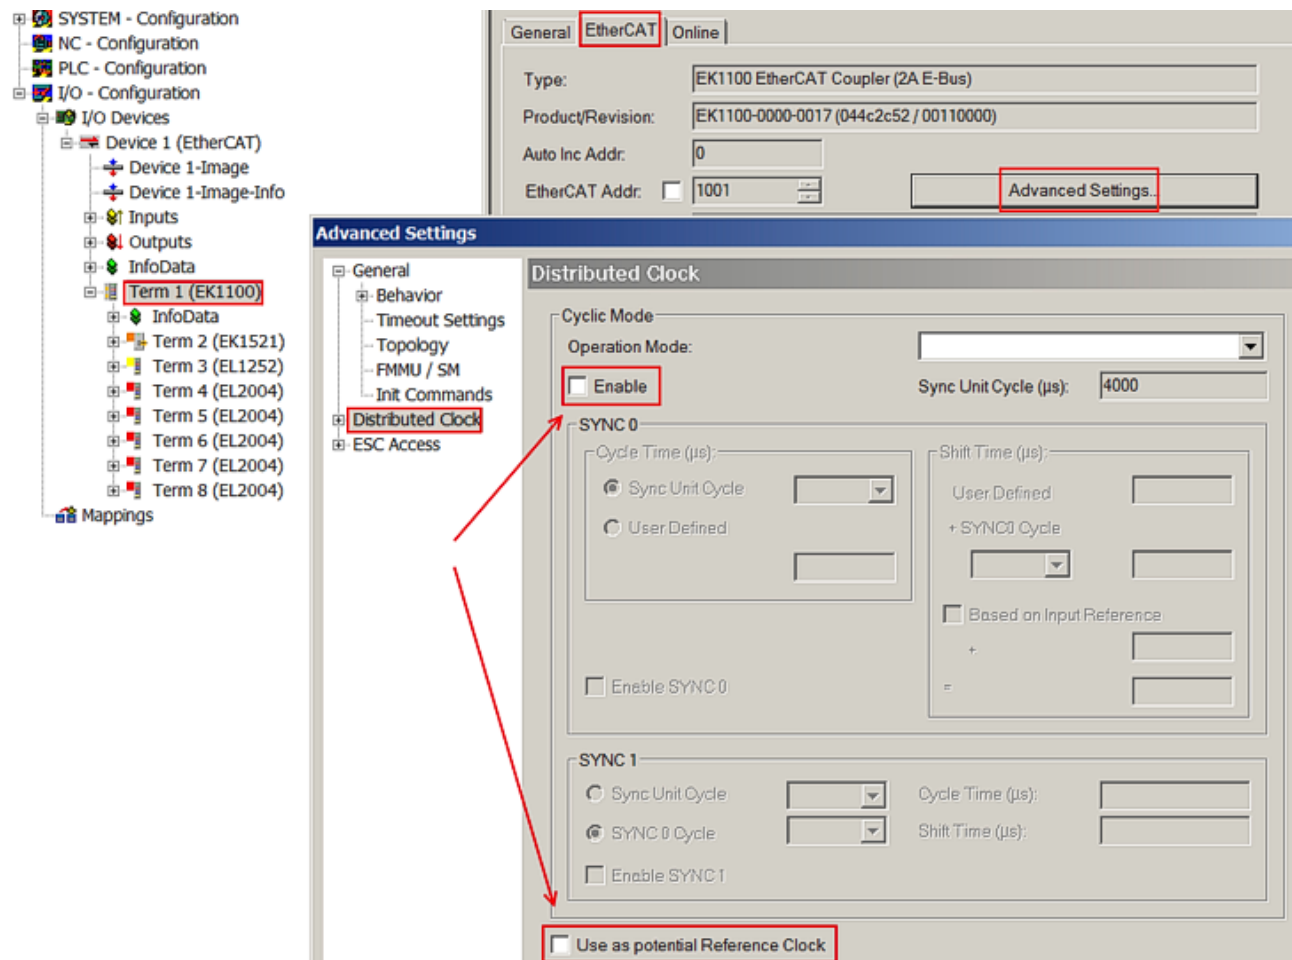 SYSTEM - Configuration
NC - Configuration
PLC - Configuration
I/O - Configuration
I/O Devices
Device 1 (EtherCAT)
Device 1-Image
Device 1-Image-Info
Inputs
Outputs
InfoData
Term 1 (EK1100)
InfoData
Term 2 (EK1521)
Term 3 (EL1252)
Term 4 (EL2004)
Term 5 (EL2004)
Term 6 (EL2004)
Term 7 (EL2004)
Term 8 (EL2004)
Mappings
General EtherCAT Online
Type: EK1100 EtherCAT Coupler (2A E-Bus)
Product/Revision: EK1100-0000-0017 (044c2c52 / 00110000)
Auto Inc Addr: 0
EtherCAT Addr: 1001 Advanced Settings..
Advanced Settings
General
Behavior
Timeout Settings
Topology
FMMU / SM
Init Commands
Distributed Clock
ESC Access
Distributed Clock
Cyclic Mode
Operation Mode:
Enable Sync Unit Cycle (µs): 4000
SYNC 0
Cycle Time (µs): Shift Time (µs):
Sync Unit Cycle User Defined
User Defined + SYNC0 Cycle
Based on Input Reference
+
Enable SYNC 0 =
SYNC 1
Sync Unit Cycle Cycle Time (µs):
SYNC 0 Cycle Shift Time (µs):
Enable SYNC 1
Use as potential Reference Clock